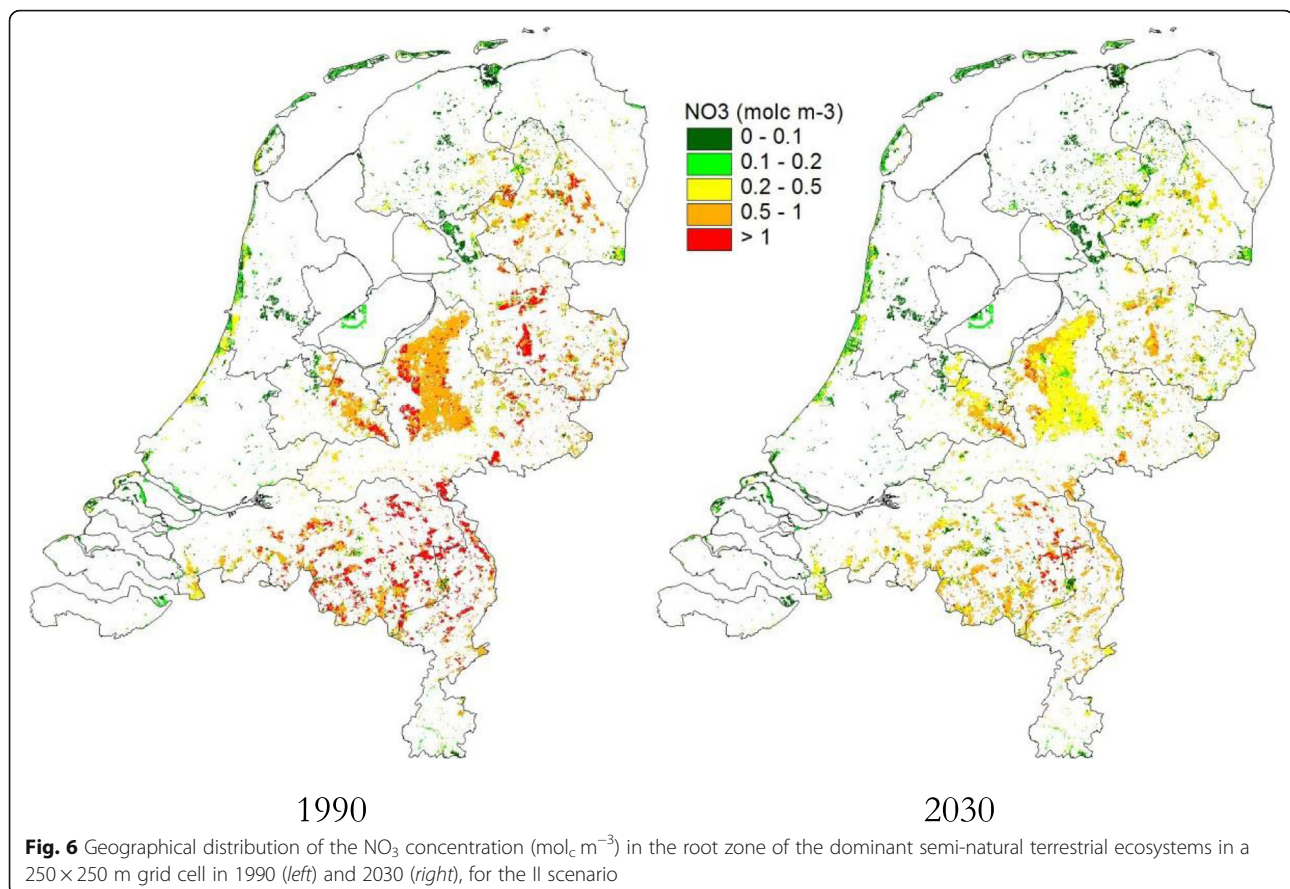 NO3 (molc m-3)
0 - 0.1
0.1 - 0.2
0.2 - 0.5
0.5 - 1
> 1
1990
2030
Fig. 6 Geographical distribution of the NO₃ concentration (mol_c m⁻³) in the root zone of the dominant semi-natural terrestrial ecosystems in a
250 × 250 m grid cell in 1990 (left) and 2030 (right), for the II scenario